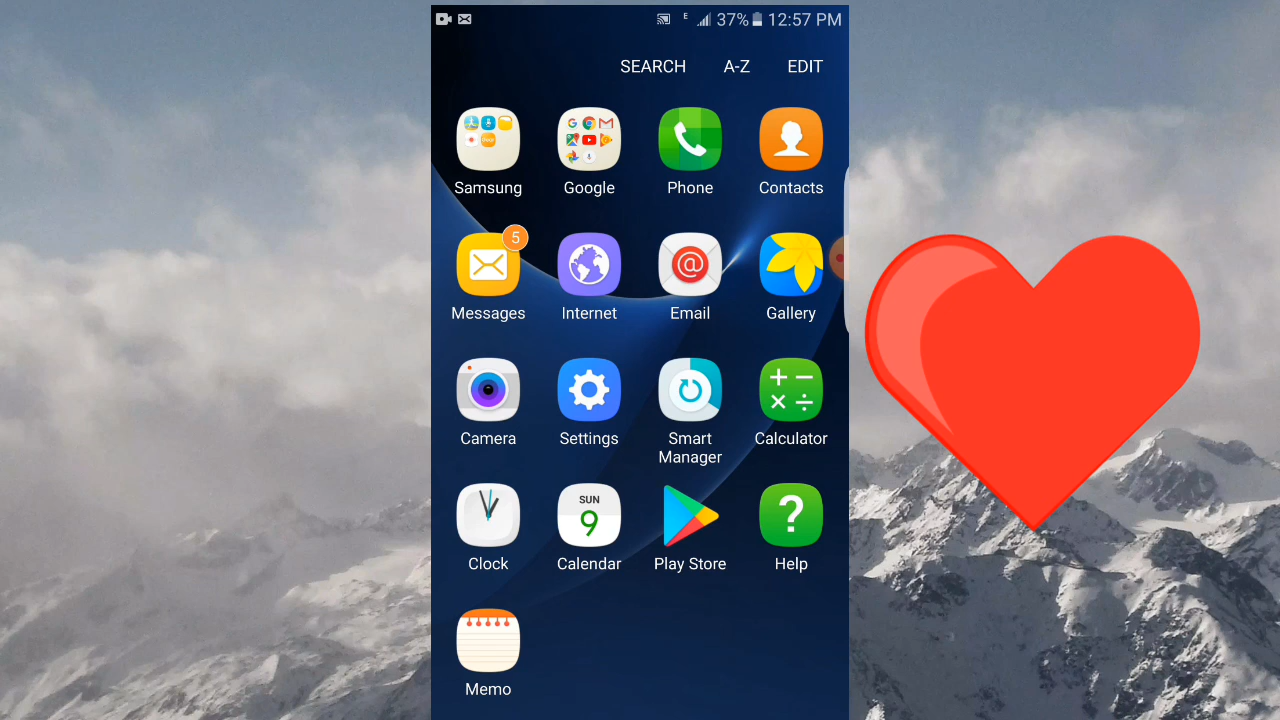 E 37% 12:57 PM
SEARCH A-Z EDIT
Samsung Google Phone Contacts
5
Messages Internet Email Gallery
Camera Settings Smart Manager Calculator
SUN
9
Clock Calendar Play Store Help
Memo